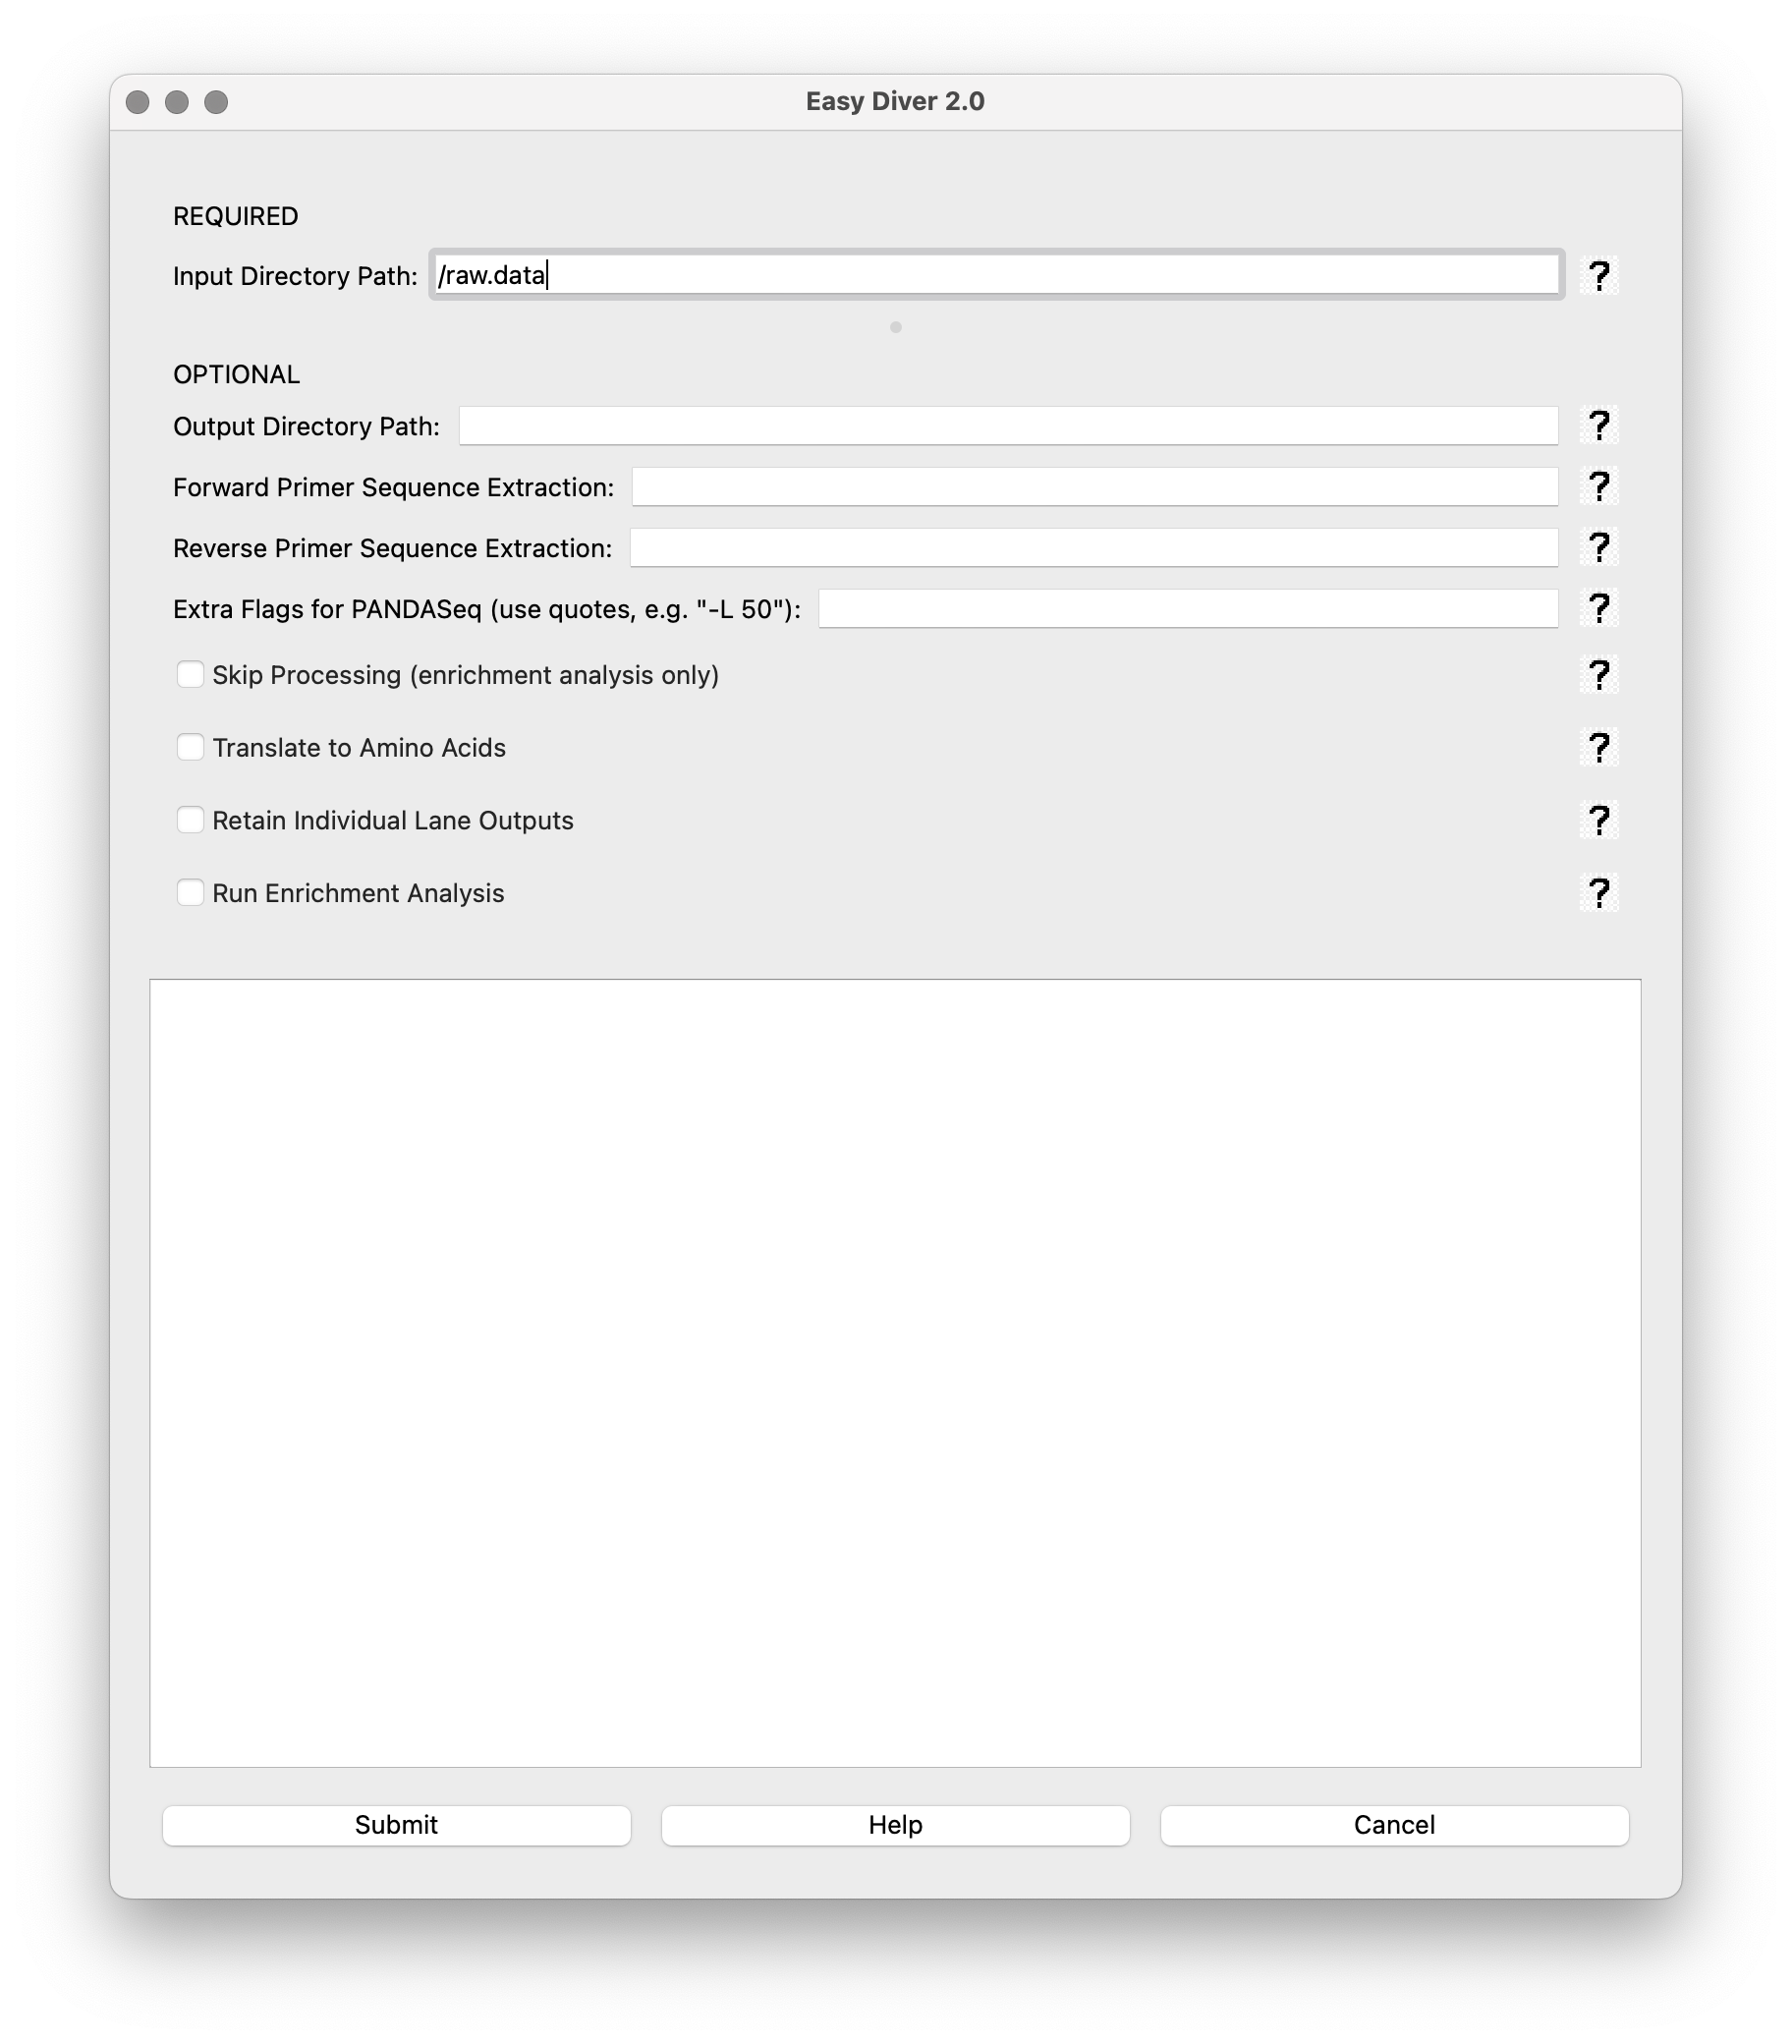 Easy Diver 2.0
REQUIRED
Input Directory Path: /raw.data ?
OPTIONAL
Output Directory Path: ?
Forward Primer Sequence Extraction: ?
Reverse Primer Sequence Extraction: ?
Extra Flags for PANDASeq (use quotes, e.g. "-L 50"): ?
Skip Processing (enrichment analysis only) ?
Translate to Amino Acids ?
Retain Individual Lane Outputs ?
Run Enrichment Analysis ?
Submit Help Cancel